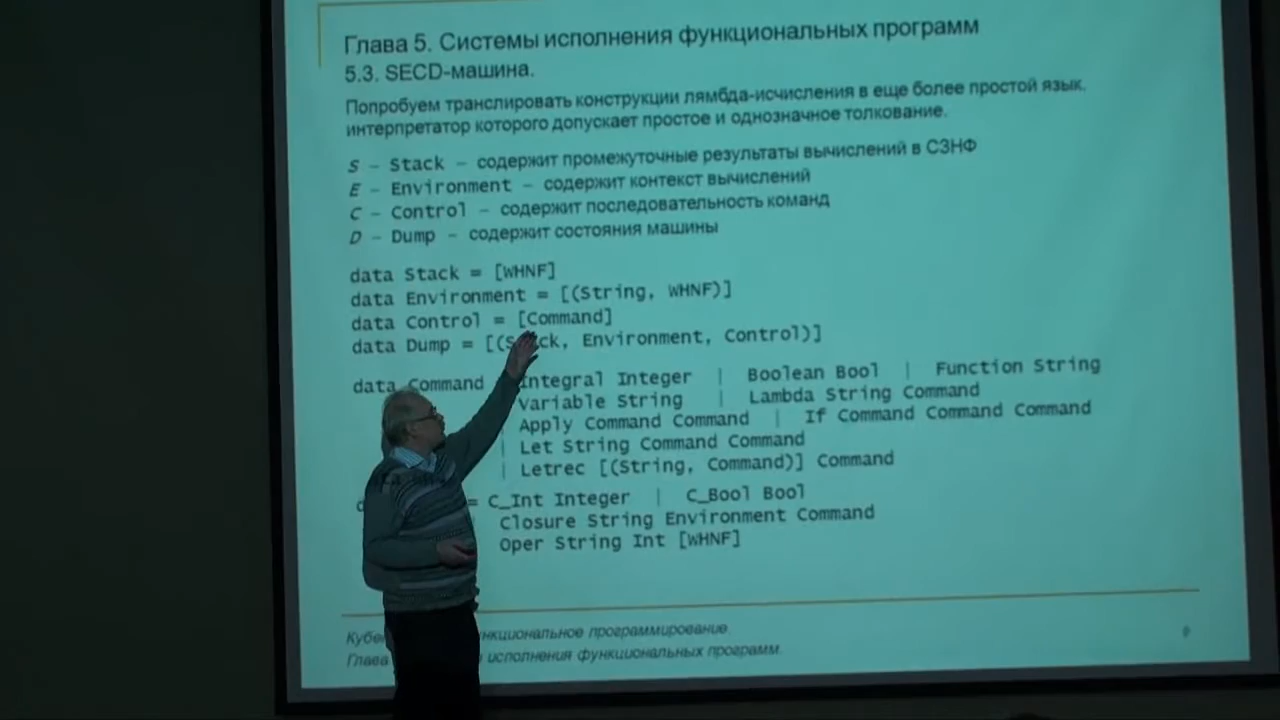 Глава 5. Системы исполнения функциональных программ
5.3. SECD-машина.
Попробуем транслировать конструкции лямбда-исчисления в еще более простой язык.
интерпретатор которого допускает простое и однозначное толкование.
S – Stack – содержит промежуточные результаты вычислений в СЗНФ
E – Environment – содержит контекст вычислений
C – Control – содержит последовательность команд
D – Dump – содержит состояния машины
data Stack = [WHNF]
data Environment = [(String, WHNF)]
data Control = [Command]
data Dump = [(Stack, Environment, Control)]
data Command Integral Integer | Boolean Bool | Function String
Variable String | Lambda String Command
Apply Command Command | If Command Command Command
| Let String Command Command
| Letrec [(String, Command)] Command
= C_Int Integer | C_Bool Bool
Closure String Environment Command
Oper String Int [WHNF]
программирование
Глава исполнения функциональных программ.